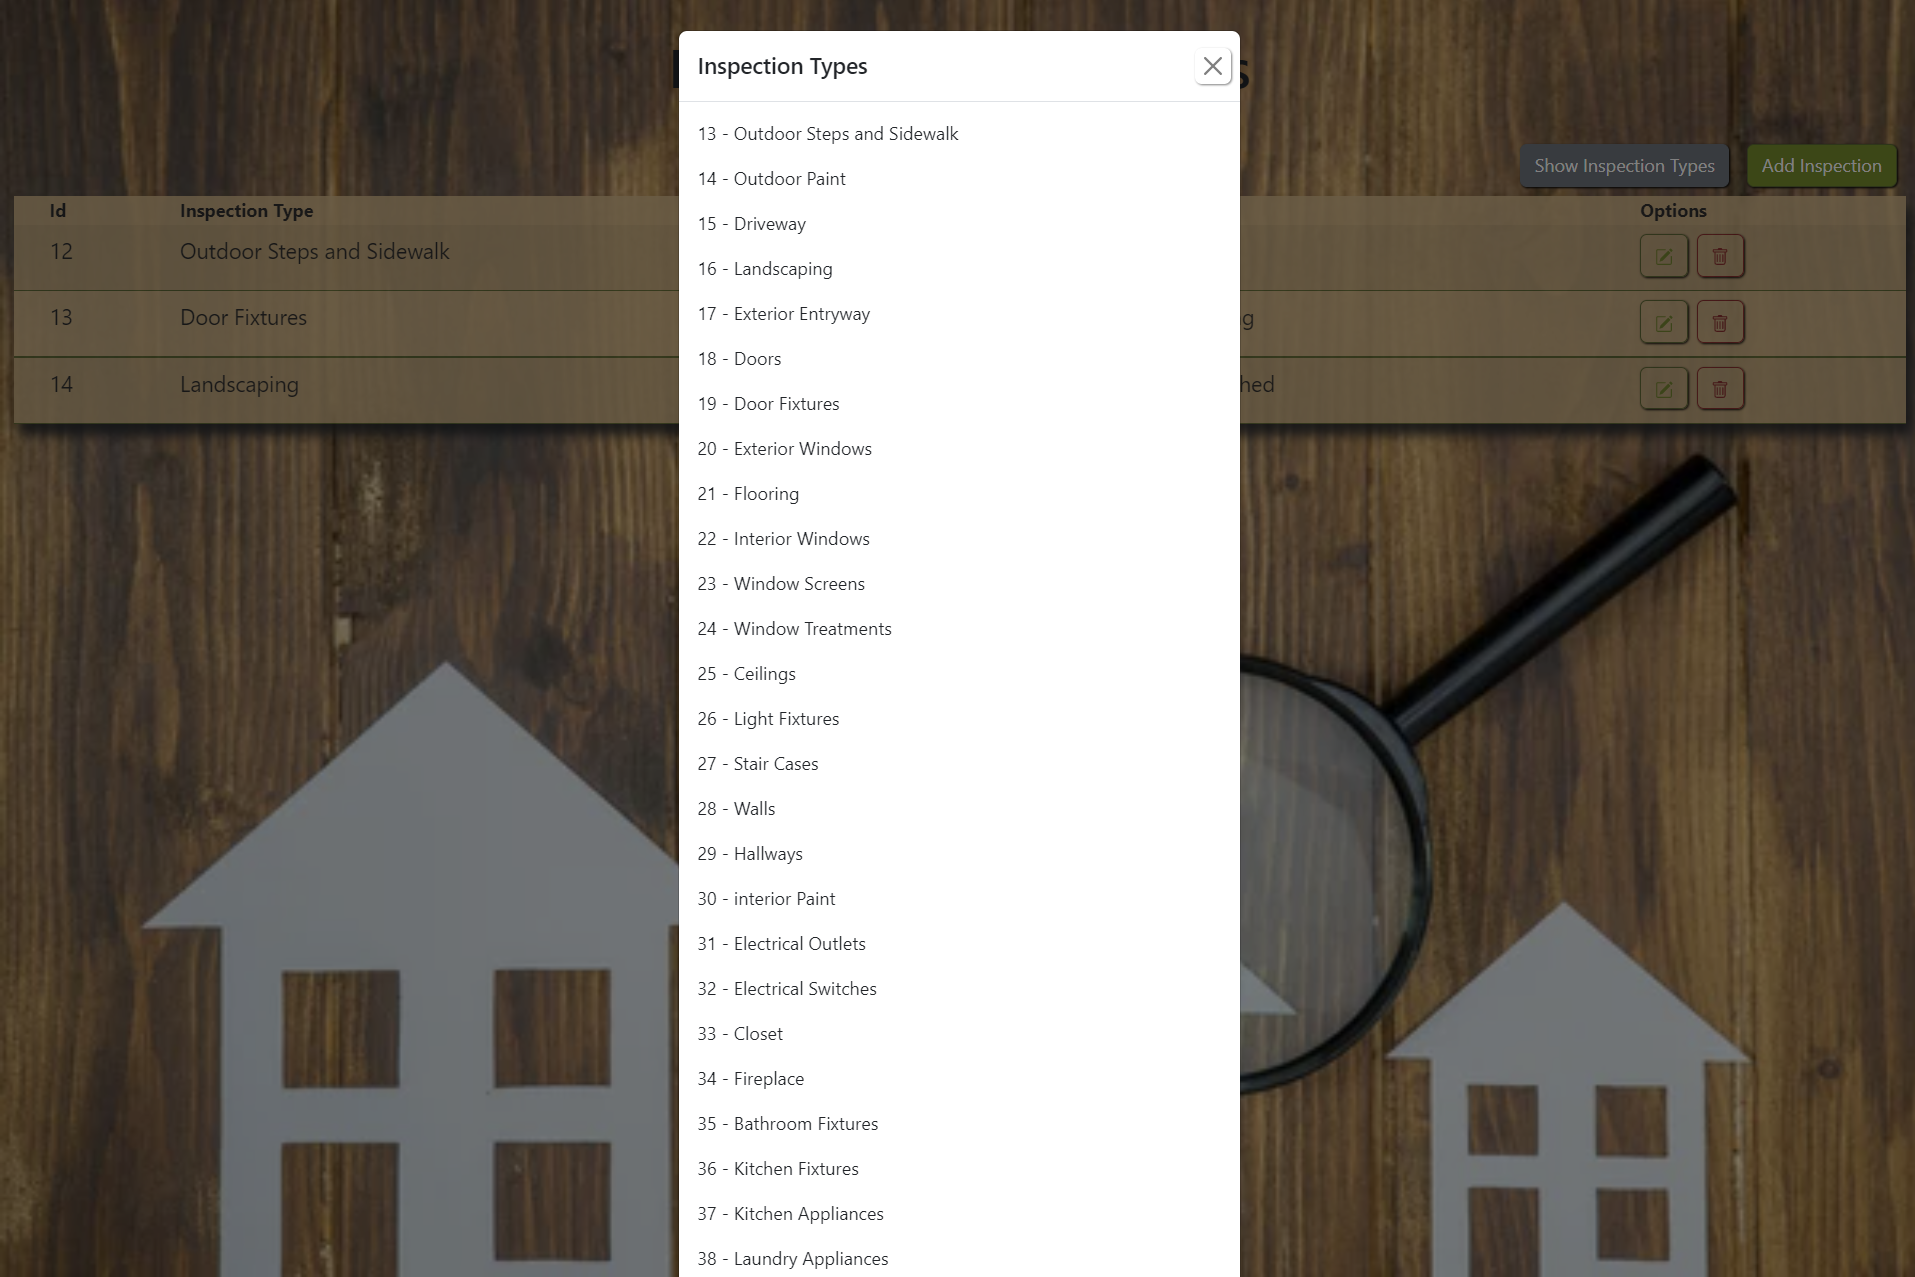 Inspection Types
13 - Outdoor Steps and Sidewalk
14 - Outdoor Paint
15 - Driveway
16 - Landscaping
17 - Exterior Entryway
18 - Doors
19 - Door Fixtures
20 - Exterior Windows
21 - Flooring
22 - Interior Windows
23 - Window Screens
24 - Window Treatments
25 - Ceilings
26 - Light Fixtures
27 - Stair Cases
28 - Walls
29 - Hallways
30 - interior Paint
31 - Electrical Outlets
32 - Electrical Switches
33 - Closet
34 - Fireplace
35 - Bathroom Fixtures
36 - Kitchen Fixtures
37 - Kitchen Appliances
38 - Laundry Appliances
Show Inspection Types Add Inspection
Id Inspection Type Options
12 Outdoor Steps and Sidewalk
13 Door Fixtures
14 Landscaping